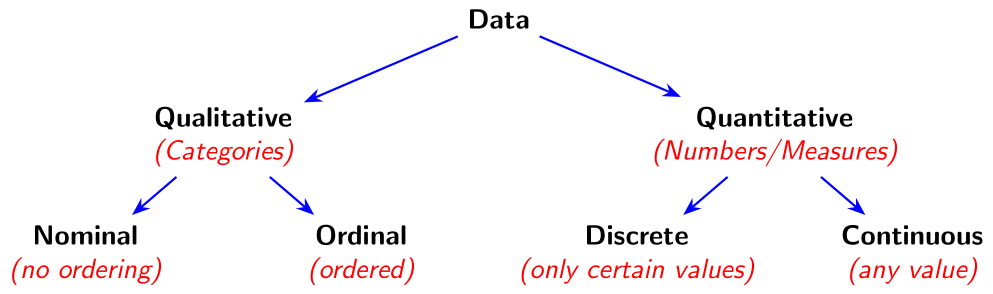 Data
Qualitative
(Categories)
Quantitative
(Numbers/Measures)
Nominal
(no ordering)
Ordinal
(ordered)
Discrete
(only certain values)
Continuous
(any value)